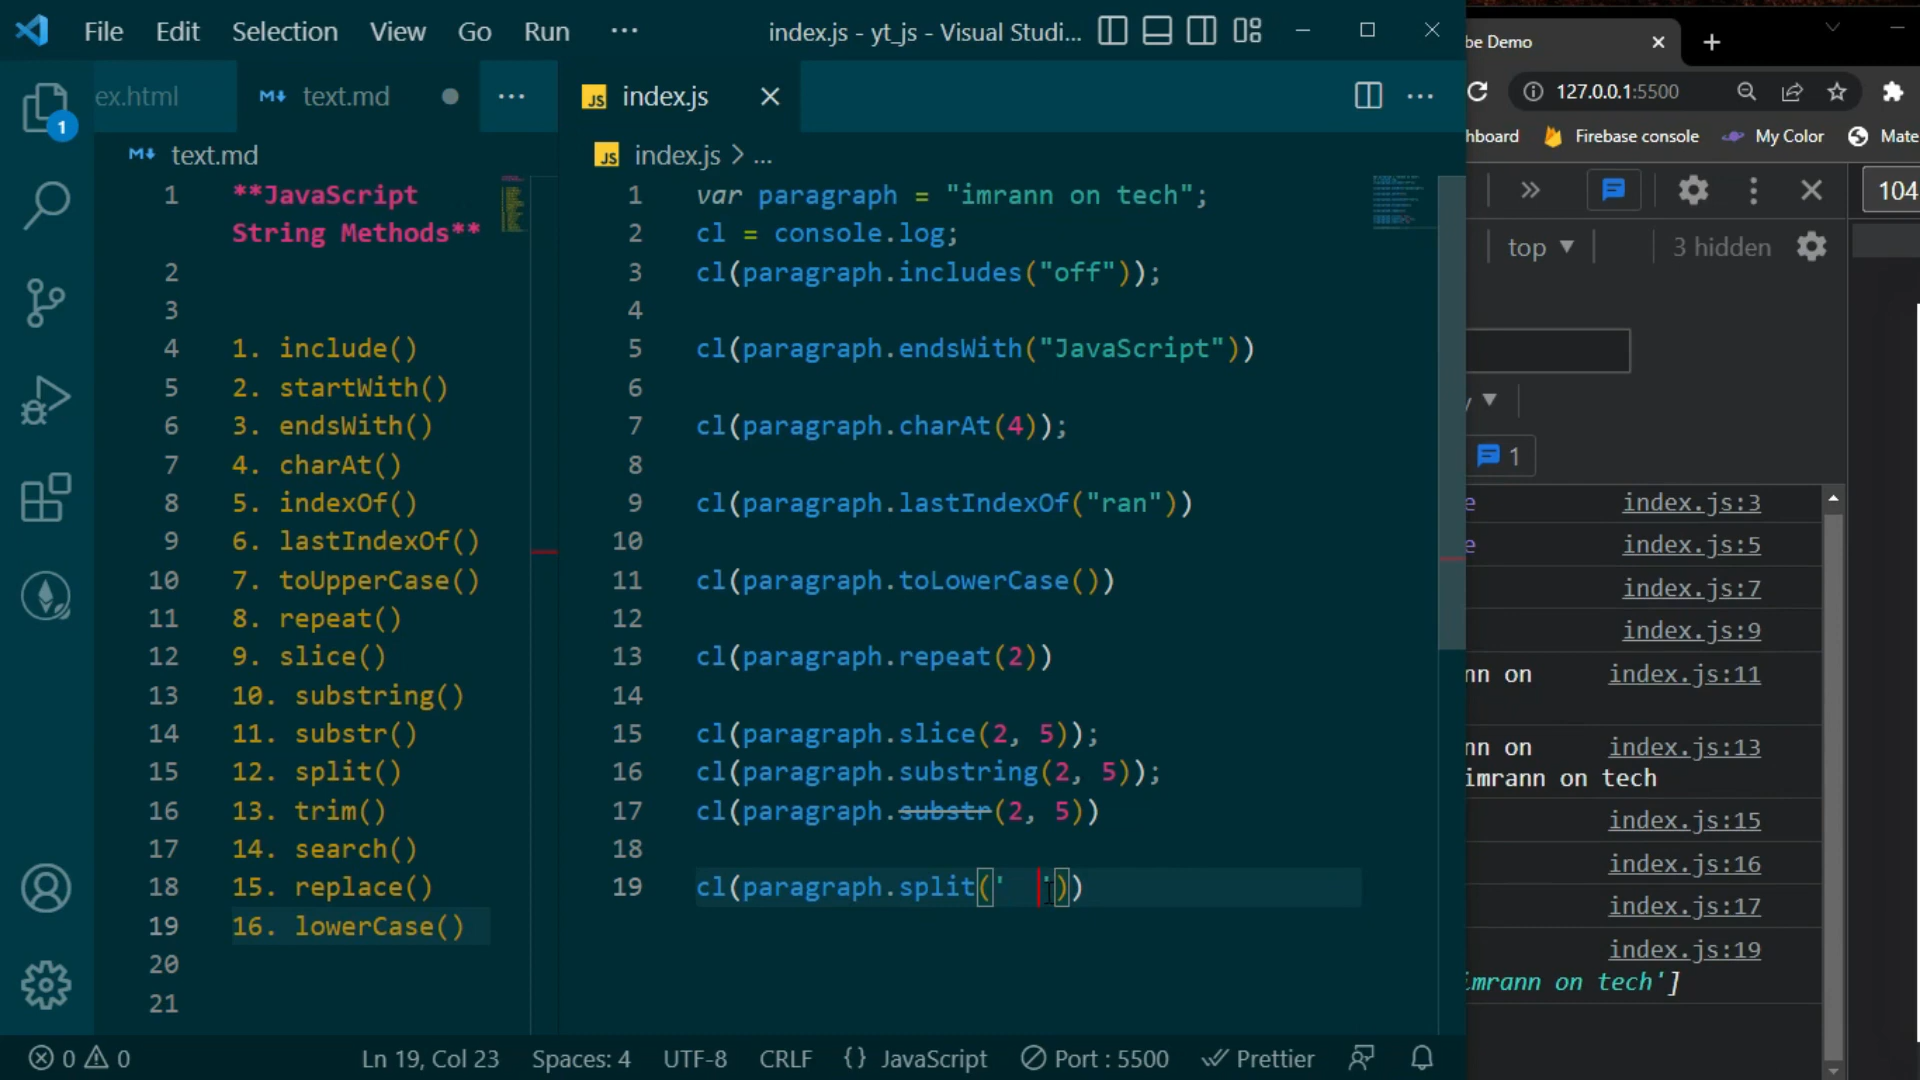 File Edit Selection View Go Run ··· index.js - yt_js - Visual Studi...
ex.html text.md ··· index.js
text.md
index.js > ...
1 **JavaScript
String Methods**
2
3
4 1. include()
5 2. startWith()
6 3. endsWith()
7 4. charAt()
8 5. indexOf()
9 6. lastIndexOf()
10 7. toUpperCase()
11 8. repeat()
12 9. slice()
13 10. substring()
14 11. substr()
15 12. split()
16 13. trim()
17 14. search()
18 15. replace()
19 16. lowerCase()
20
21
1 var paragraph = "imrann on tech";
2 cl = console.log;
3 cl(paragraph.includes("off"));
4
5 cl(paragraph.endsWith("JavaScript"))
6
7 cl(paragraph.charAt(4));
8
9 cl(paragraph.lastIndexOf("ran"))
10
11 cl(paragraph.toLowerCase())
12
13 cl(paragraph.repeat(2))
14
15 cl(paragraph.slice(2, 5));
16 cl(paragraph.substring(2, 5));
17 cl(paragraph.substr(2, 5))
18
19 cl(paragraph.split('  '))
1
0 0 Ln 19, Col 23 Spaces: 4 UTF-8 CRLF {} JavaScript Port : 5500 Prettier
be Demo
127.0.0.1:5500
hboard Firebase console My Color Mate
104
top 3 hidden
1
e index.js:3
e index.js:5
index.js:7
index.js:9
nn on index.js:11
nn on index.js:13
imrann on tech
index.js:15
index.js:16
index.js:17
index.js:19
imrann on tech']